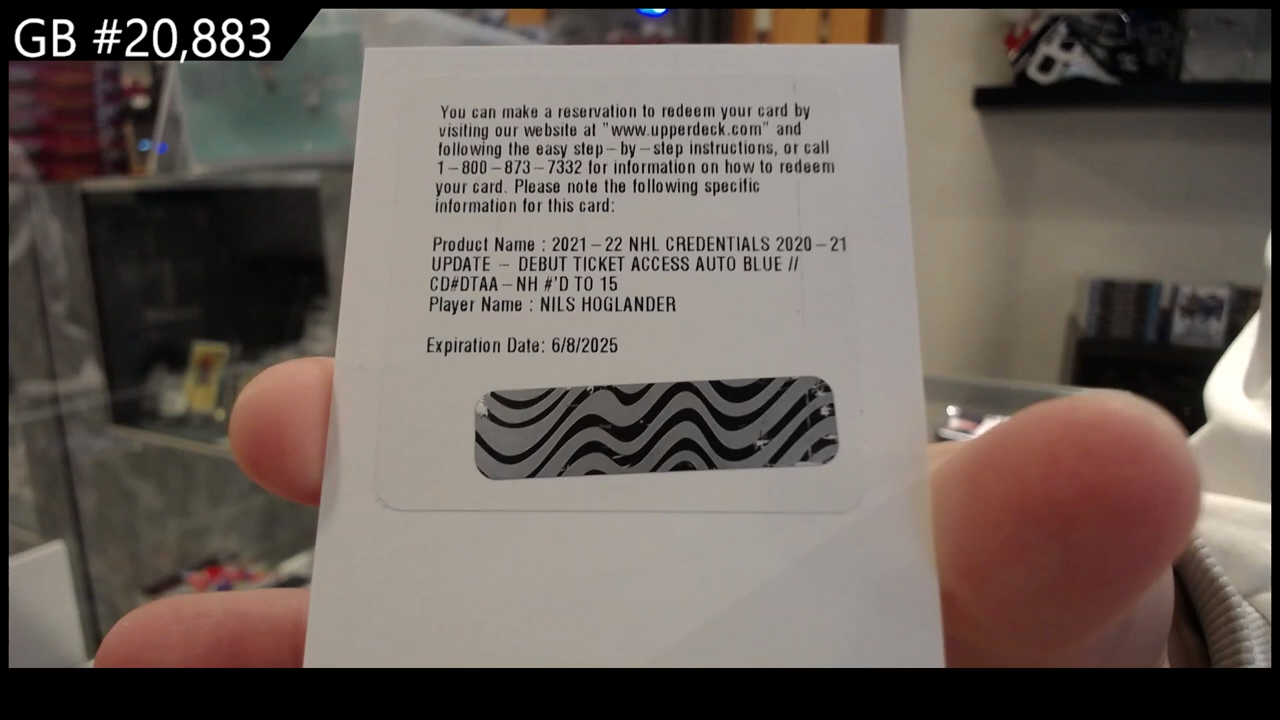 GB #20,883
You can make a reservation to redeem your card by
visiting our website at "www.upperdeck.com" and
following the easy step–by–step instructions, or call
1–800–873–7332 for information on how to redeem
your card. Please note the following specific
information for this card:
Product Name : 2021–22 NHL CREDENTIALS 2020–21
UPDATE – DEBUT TICKET ACCESS AUTO BLUE //
CD#DTAA–NH #'D TO 15
Player Name : NILS HOGLANDER
Expiration Date: 6/8/2025